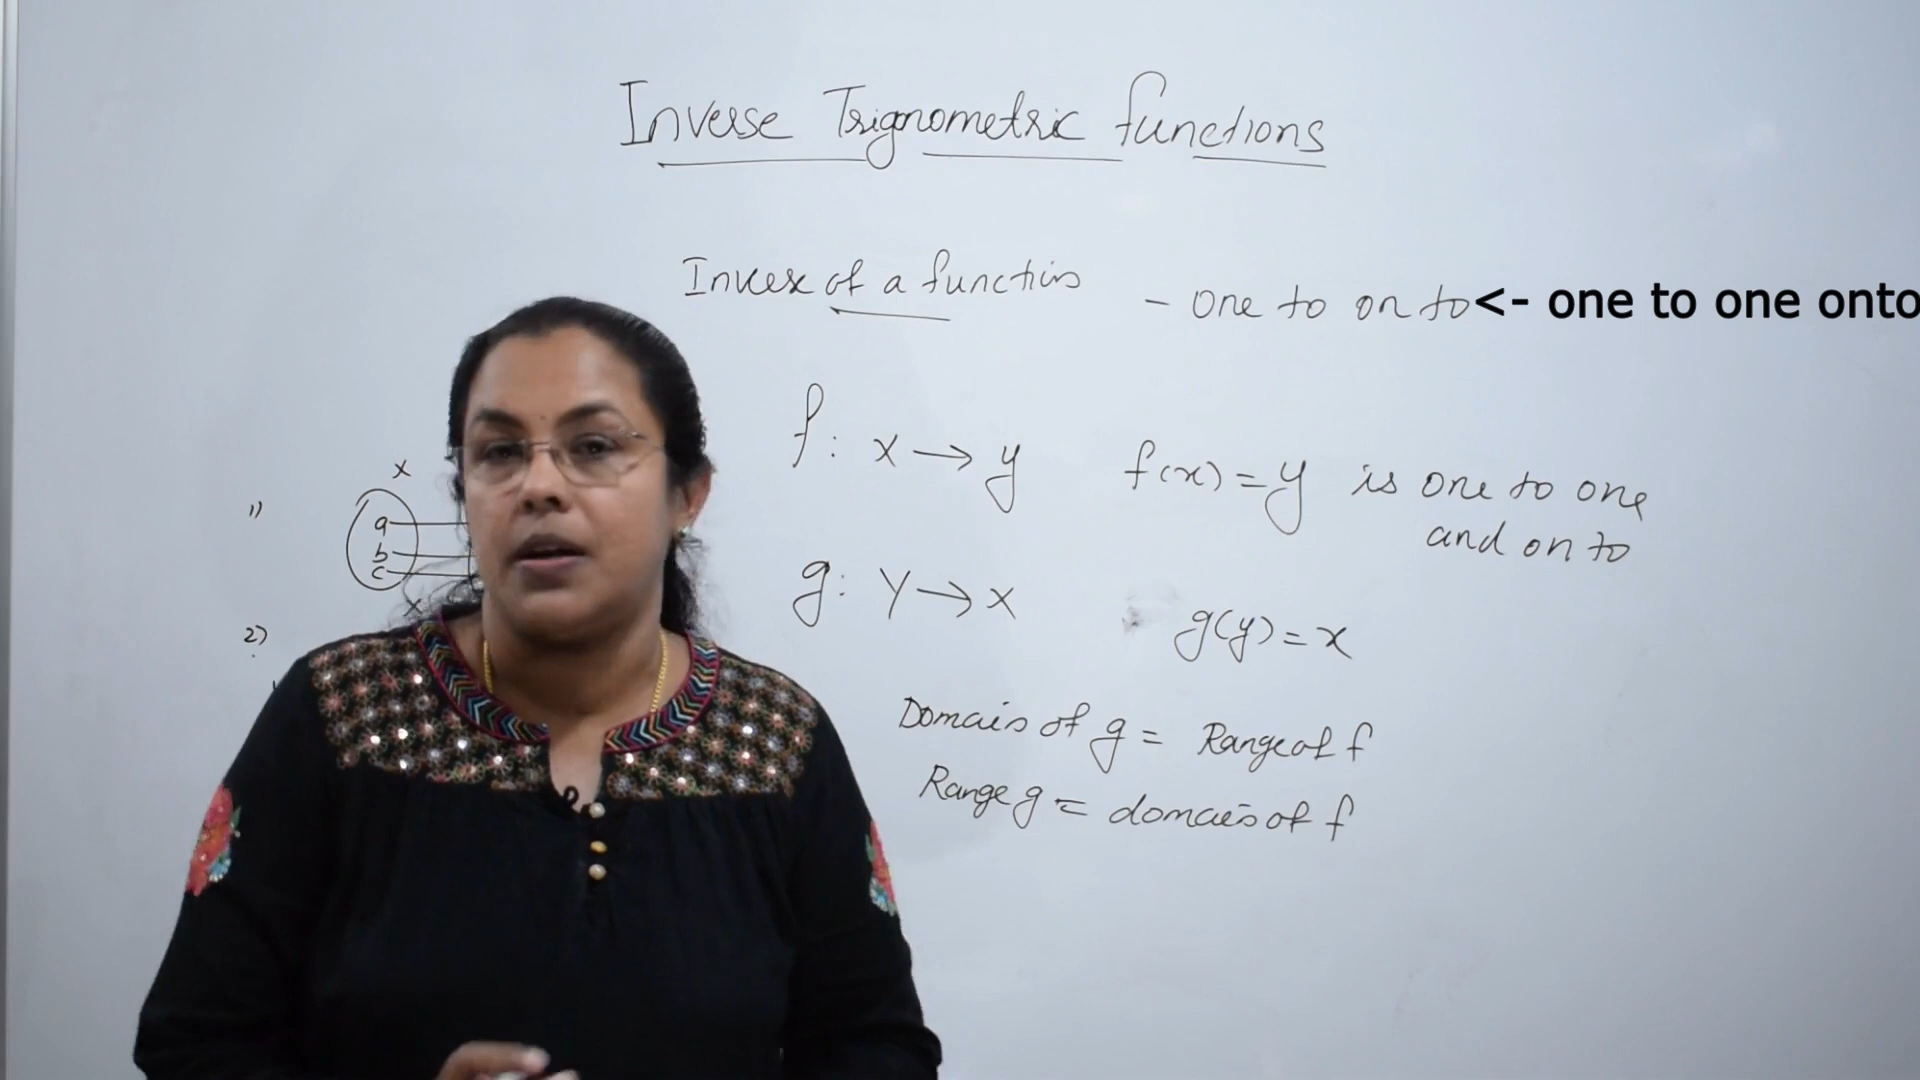 Inverse Trignometric functions
Inverse of a function
- one to on to <- one to one onto
f: x → y
f(x) = y is one to one
and on to
x
1)
a
b
c
g: Y → x
g(y) = x
x
2)
Domain of g = Range of f
Range g = domain of f